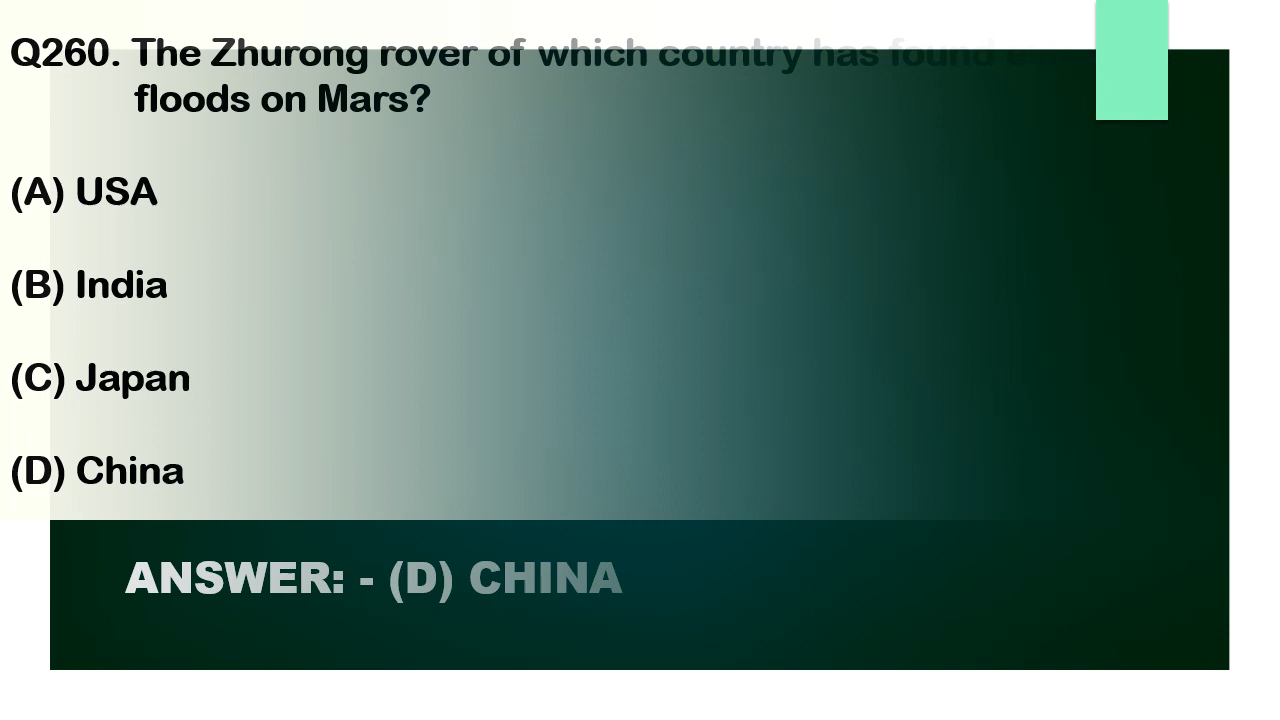 Q260. The Zhurong rover of which country has found
floods on Mars?
(A) USA
(B) India
(C) Japan
(D) China
ANSWER: - (D) CHINA